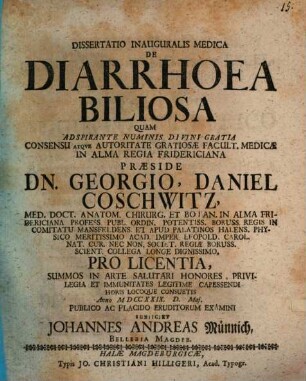 15.
DISSERTATIO INAUGURALIS MEDICA
DE
DIARRHOEA
BILIOSA
QUAM
ADSPIRANTE NUMINIS DIVINI GRATIA
CONSENSU ATQVE AUTORITATE GRATIOSÆ FACULT. MEDICÆ
IN ALMA REGIA FRIDERICIANA
PRÆSIDE
DN. GEORGIO, DANIEL
COSCHWITZ,
MED. DOCT. ANATOM. CHIRURG. ET BOTAN. IN ALMA FRI-
DERICIANA PROFESS. PUBL. ORDIN. POTENTISS. BORUSS. REGIS IN
COMITATU MANSFELDENS. ET APUD PALATINOS HALENS. PHY-
SICO MERITISSIMO ACAD. IMPER. LEOPOLD. CAROL.
NAT. CUR. NEC NON, SOCIET. REGIÆ BORUSS.
SCIENT. COLLEGA LONGE DIGNISSIMO,
PRO LICENTIA,
SUMMOS IN ARTE SALUTARI HONORES, PRIVI-
LEGIA ET IMMUNITATES LEGITIME CAPESSENDI
HORIS LOCOQUE CONSUETIS
Anno MDCCXXIX. D. Maj.
PUBLICO AC PLACIDO ERUDITORUM EXAMINI
SUBJICIET
JOHANNES ANDREAS Münnich,
BELLEBIA MAGDEB.
HALÆ MAGDEBURGICÆ,
Typis JO. CHRISTIANI HILLIGERI, Acad. Typogr.